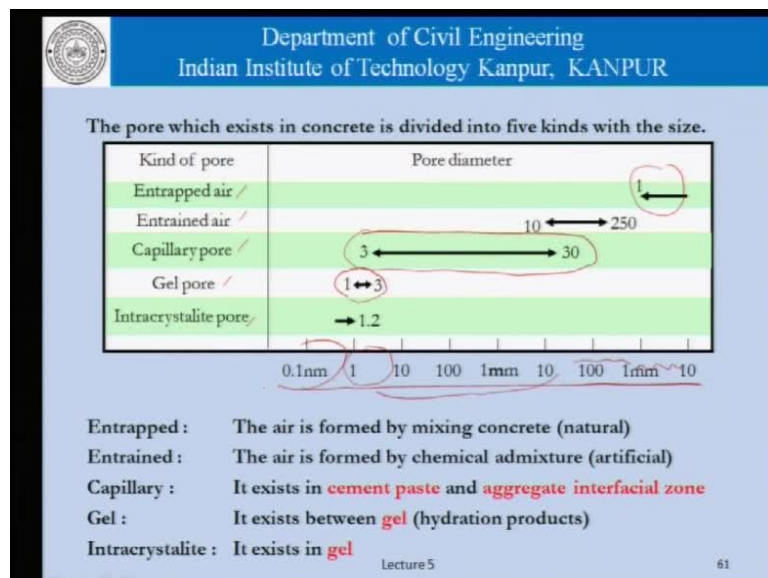 Department of Civil Engineering
Indian Institute of Technology Kanpur, KANPUR
The pore which exists in concrete is divided into five kinds with the size.
Kind of pore Pore diameter
Entrapped air 1
Entrained air 10 250
Capillary pore 3 30
Gel pore 1 3
Intracrystalite pore 1.2
0.1nm 1 10 100 1mm 10 100 1mm 10
Entrapped : The air is formed by mixing concrete (natural)
Entrained : The air is formed by chemical admixture (artificial)
Capillary : It exists in cement paste and aggregate interfacial zone
Gel : It exists between gel (hydration products)
Intracrystalite : It exists in gel
Lecture 5 61